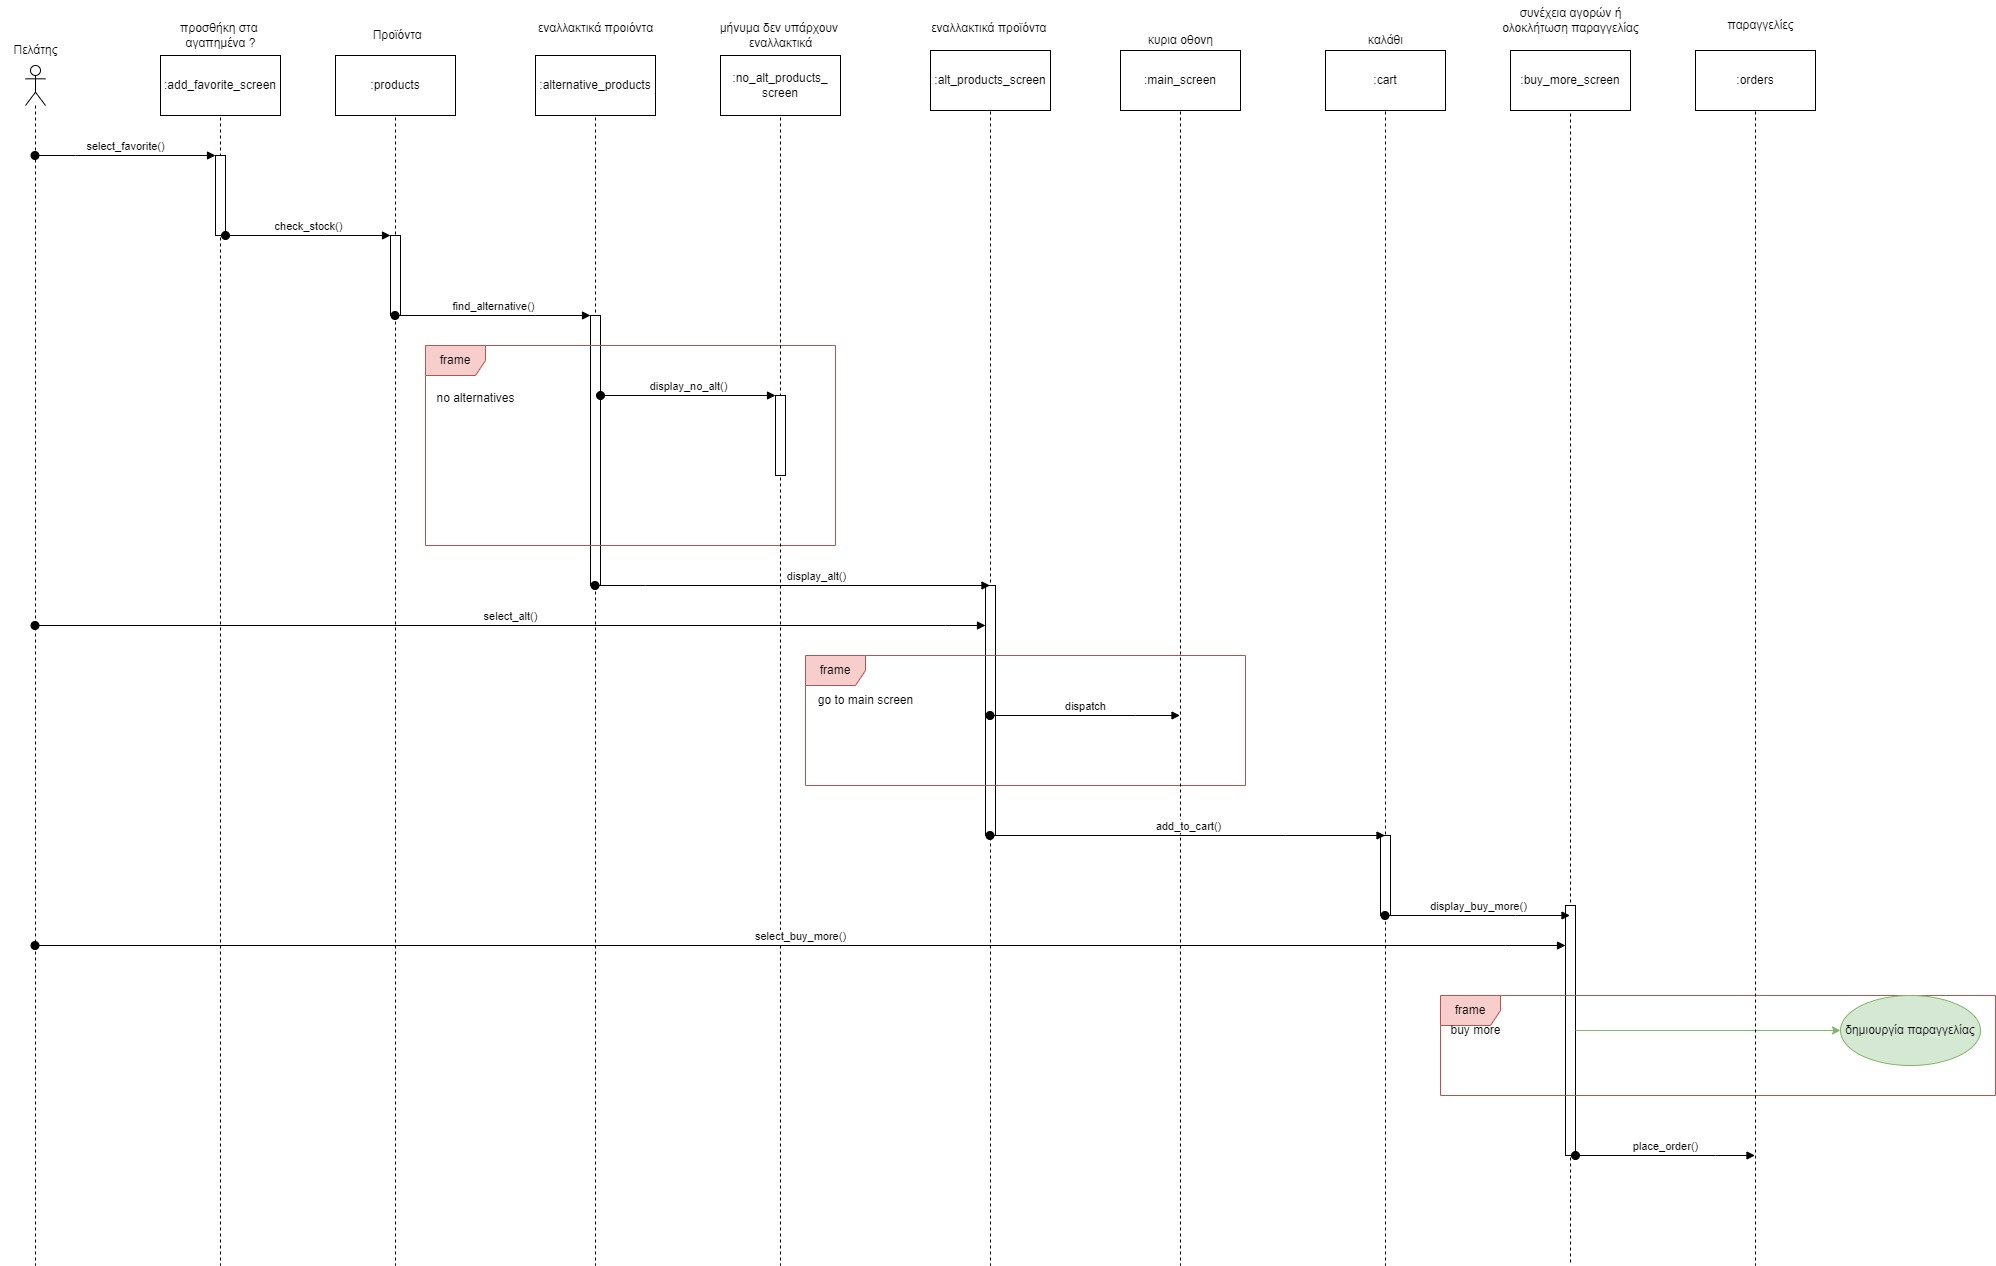 Πελάτης
προσθήκη στα
αγαπημένα ?
:add_favorite_screen
Προϊόντα
:products
εναλλακτικά προιόντα
:alternative_products
μήνυμα δεν υπάρχουν
εναλλακτικά
:no_alt_products_
screen
εναλλακτικά προϊόντα
:alt_products_screen
κυρια οθονη
:main_screen
καλάθι
:cart
συνέχεια αγορών ή
ολοκλήτωση παραγγελίας
:buy_more_screen
παραγγελίες
:orders
select_favorite()
check_stock()
find_alternative()
frame
no alternatives
display_no_alt()
display_alt()
select_alt()
frame
go to main screen
dispatch
add_to_cart()
display_buy_more()
select_buy_more()
frame
buy more
δημιουργία παραγγελίας
place_order()